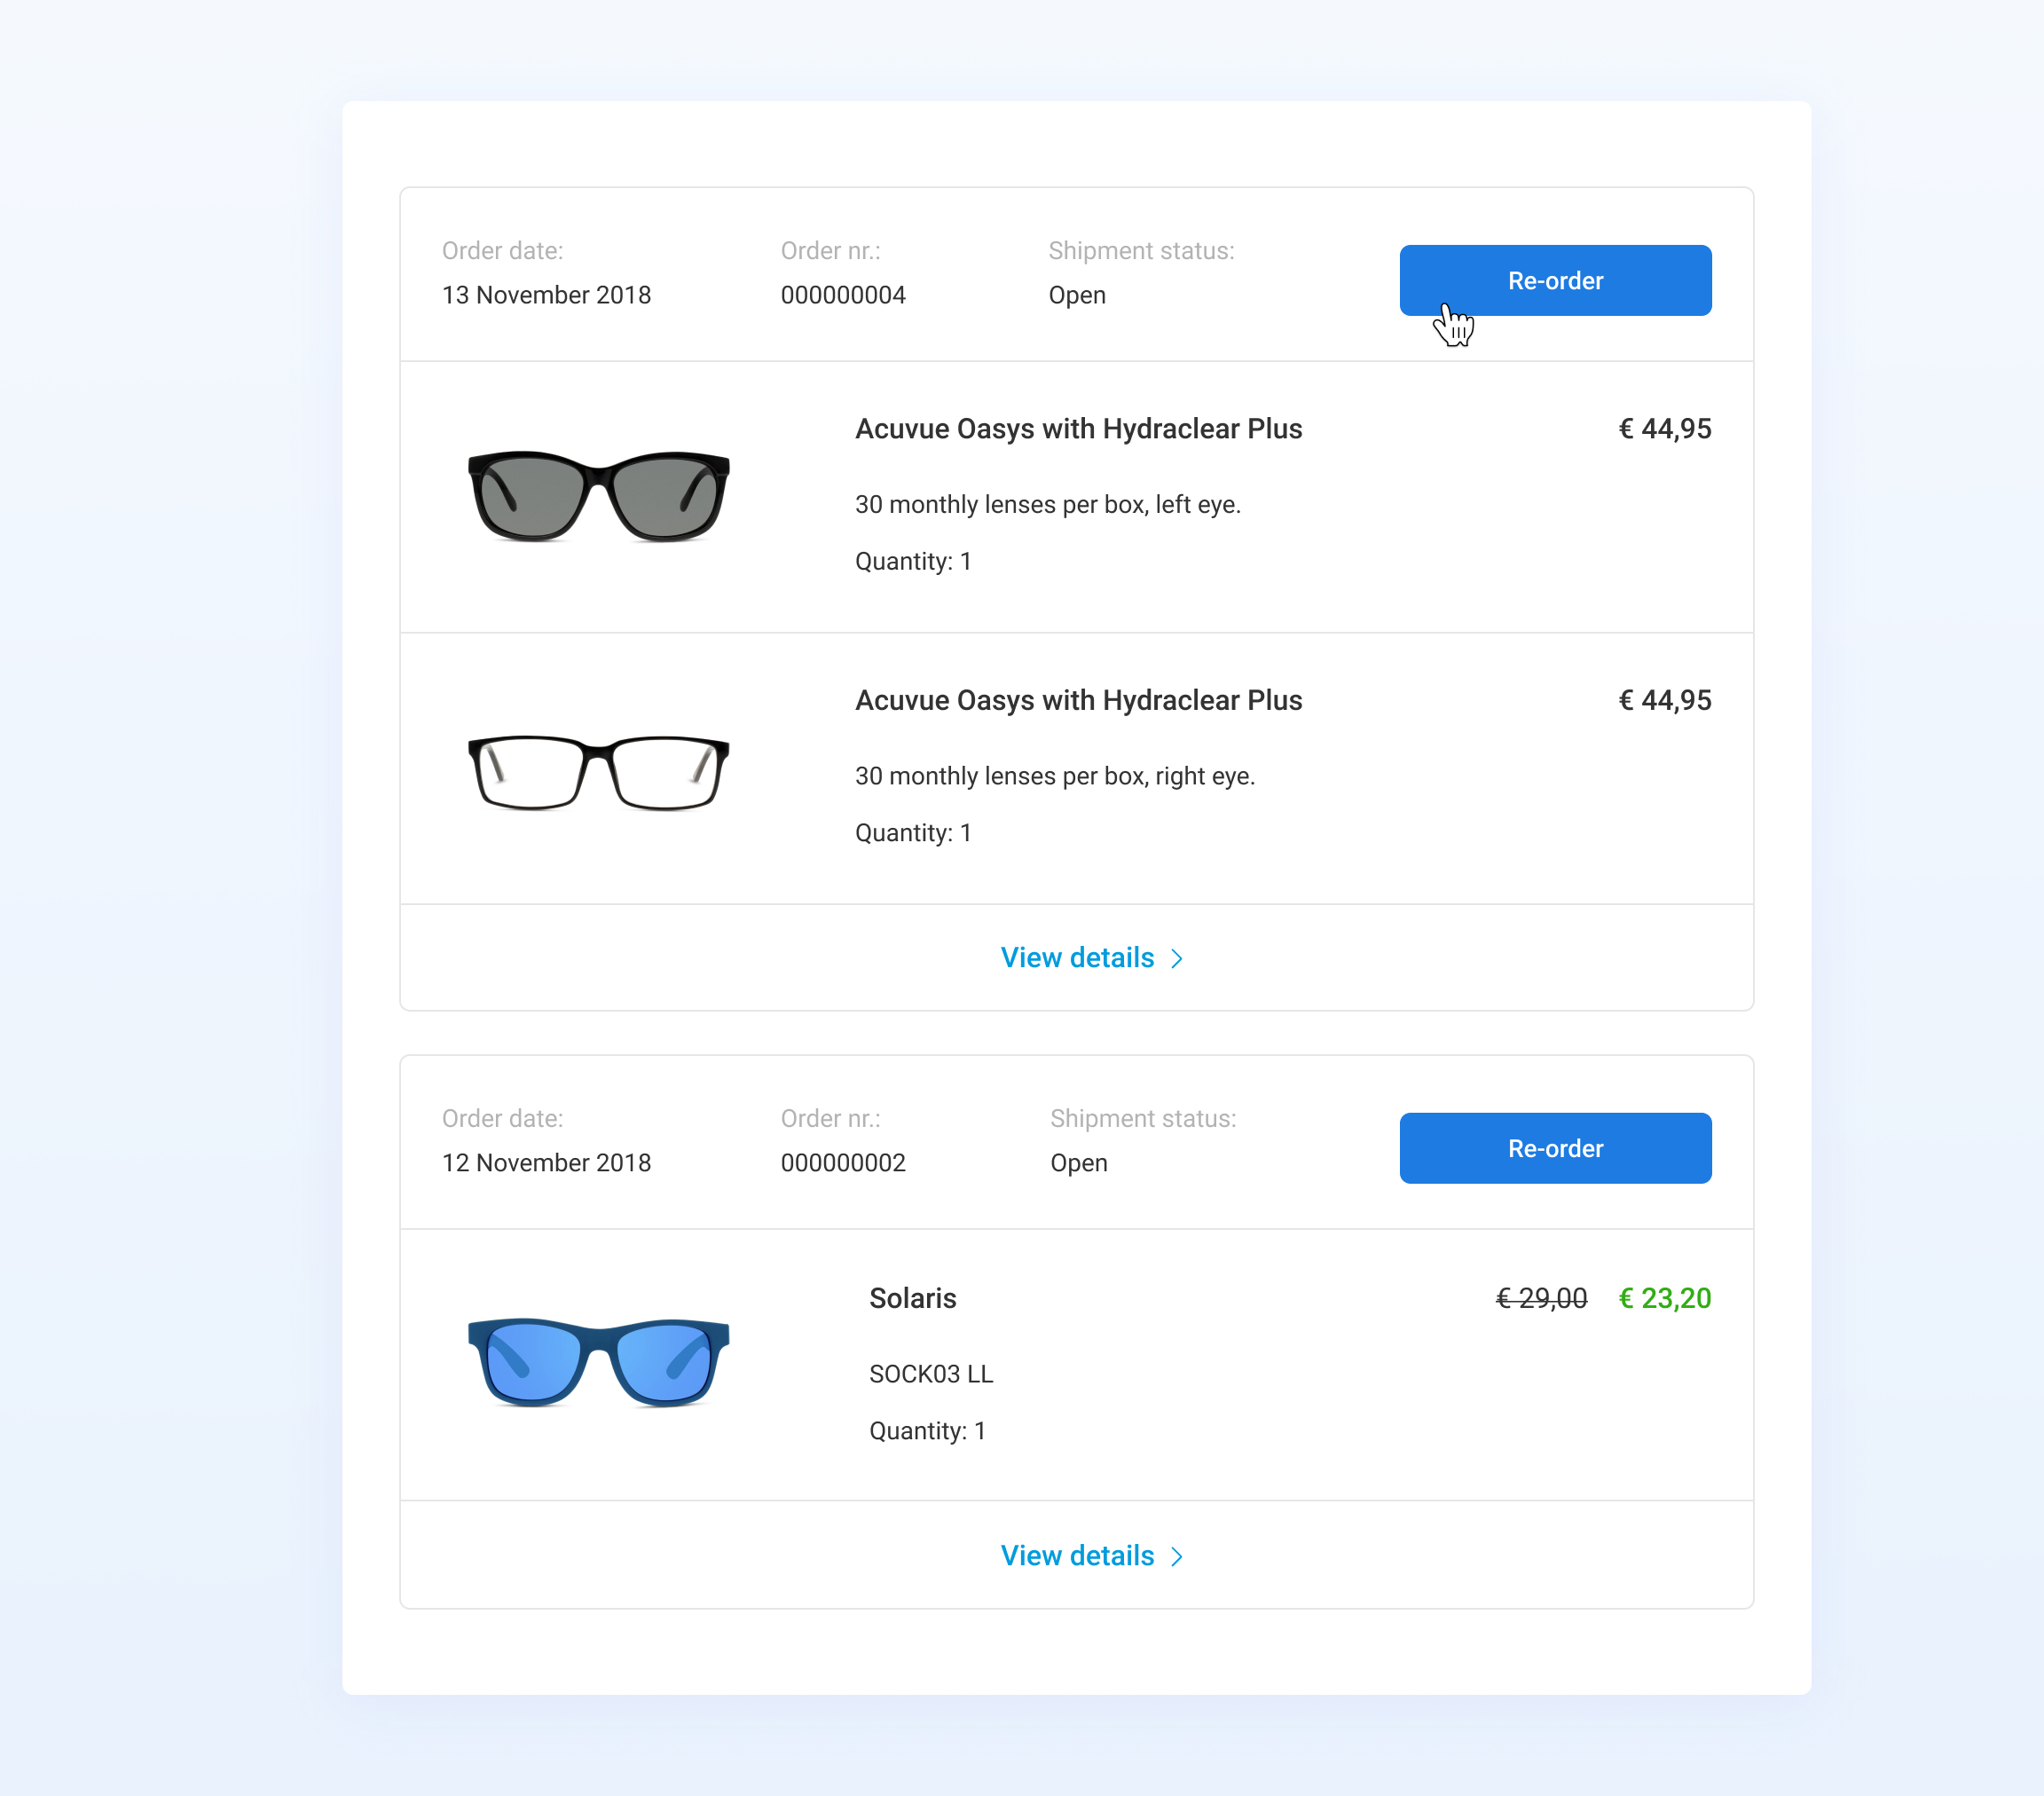 Order date:
Order nr.:
Shipment status:
13 November 2018
000000004
Open
Re-order
Acuvue Oasys with Hydraclear Plus
€ 44,95
30 monthly lenses per box, left eye.
Quantity: 1
Acuvue Oasys with Hydraclear Plus
€ 44,95
30 monthly lenses per box, right eye.
Quantity: 1
View details
Order date:
Order nr.:
Shipment status:
12 November 2018
000000002
Open
Re-order
Solaris
€ 29,00 € 23,20
SOCK03 LL
Quantity: 1
View details